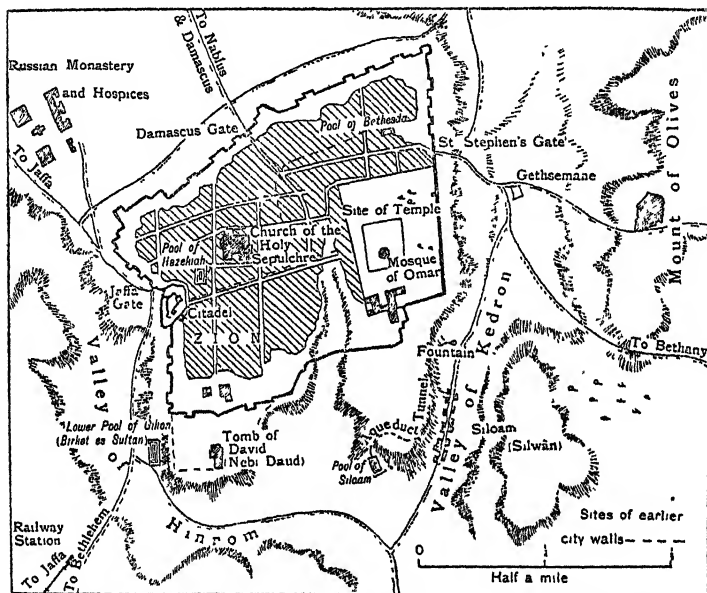 To Nablus
& Damascus
Russian Monastery
and Hospices
Damascus Gate
Pool of Bethesda
St Stephen's Gate
To Jaffa
Gethsemane
Mount of Olives
Site of Temple
Church of the
Holy
Sepulchre
Pool of
Hezekiah
Mosque
of Omar
Jaffa
Gate
Citadel
ZION
To Bethany
Fountain
Valley of Kedron
Valley
Lower Pool of Gihon
(Birket es Sultan)
Tomb of
David
(Nebi Daud)
Aqueduct
Tunnel
Siloam
(Silwân)
Pool of
Siloam
Hinrom
Railway
Station
To Jaffa
To Bethlehem
Sites of earlier
city walls
0
Half a mile